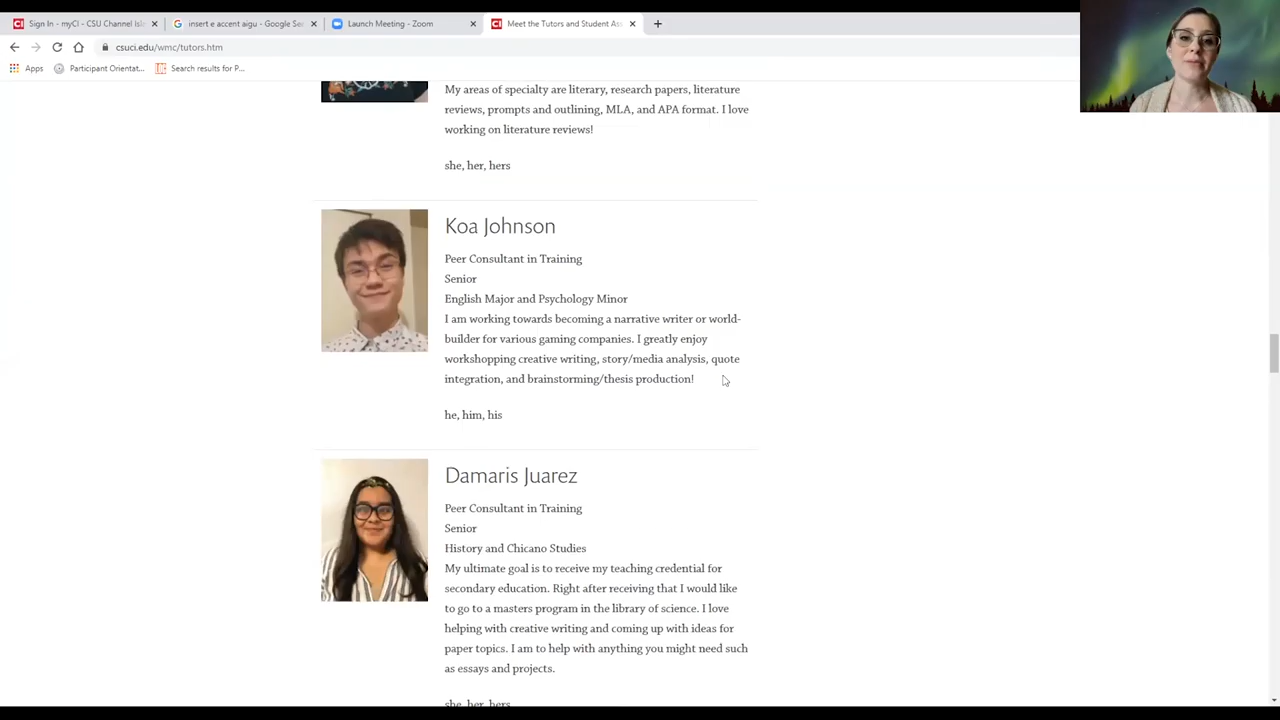 Sign In - myCI - CSU Channel Isl
insert e accent aigu - Google Sea
Launch Meeting - Zoom
Meet the Tutors and Student Ass
csuci.edu/wmc/tutors.htm
Apps
Participant Orientat...
Search results for P...
My areas of specialty are literary, research papers, literature
reviews, prompts and outlining, MLA, and APA format. I love
working on literature reviews!
she, her, hers
Koa Johnson
Peer Consultant in Training
Senior
English Major and Psychology Minor
I am working towards becoming a narrative writer or world-
builder for various gaming companies. I greatly enjoy
workshopping creative writing, story/media analysis, quote
integration, and brainstorming/thesis production!
he, him, his
Damaris Juarez
Peer Consultant in Training
Senior
History and Chicano Studies
My ultimate goal is to receive my teaching credential for
secondary education. Right after receiving that I would like
to go to a masters program in the library of science. I love
helping with creative writing and coming up with ideas for
paper topics. I am to help with anything you might need such
as essays and projects.
she, her, hers